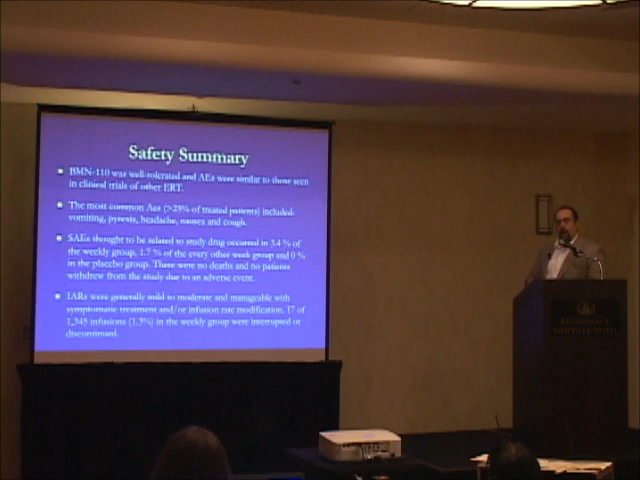 Safety Summary
BMN-110 was well-tolerated and AEs were similar to those seen
in clinical trials of other ERT.
The most common Aes (>28% of treated patients) included:
vomiting, pyrexia, headache, nausea and cough.
SAEs thought to be related to study drug occurred in 3.4 % of
the weekly group, 1.7 % of the every other week group and 0 %
in the placebo group. There were no deaths and no patients
withdrew from the study due to an adverse event.
IARs were generally mild to moderate and manageable with
symptomatic treatment and/or infusion rate modification. 17 of
1,345 infusions (1.3%) in the weekly group were interrupted or
discontinued.
RENAISSANCE
NASHVILLE HOTEL